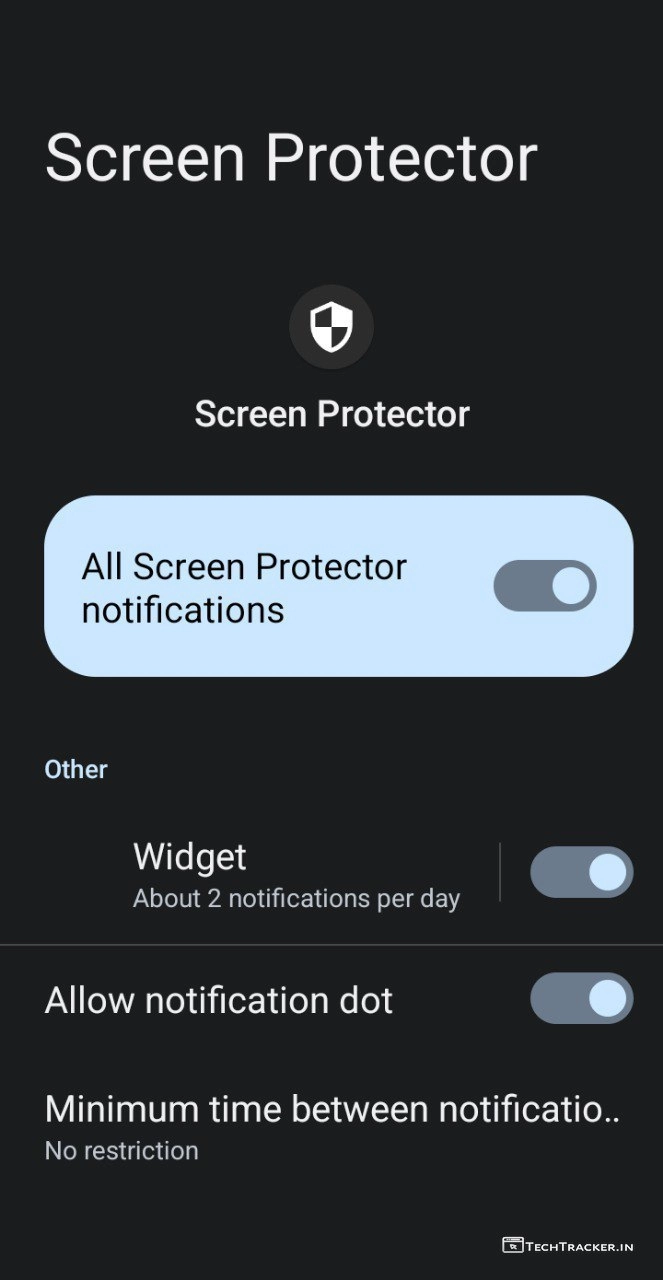 Screen Protector
Screen Protector
All Screen Protector
notifications
Other
Widget
About 2 notifications per day
Allow notification dot
Minimum time between notificatio..
No restriction
TECHTRACKER.IN